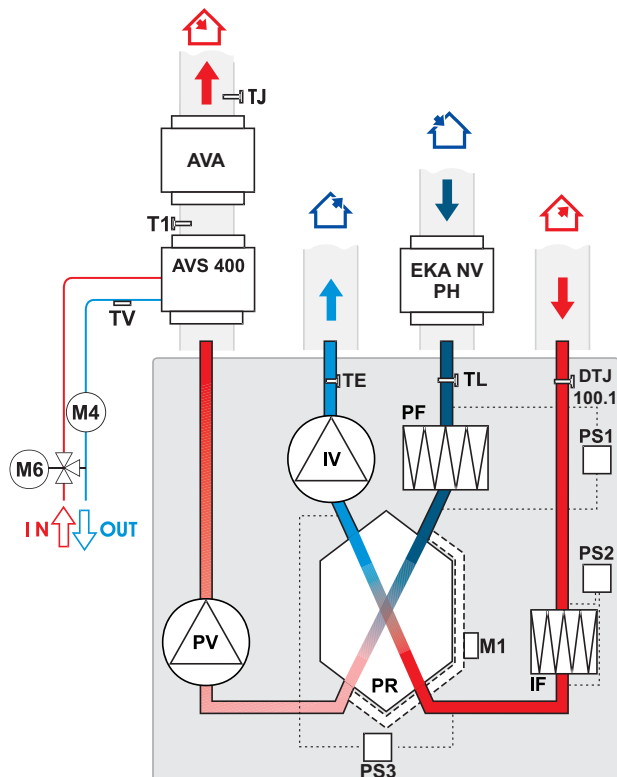 TJ
AVA
T1
AVS 400
EKA NV
PH
TV
TE
TL
DTJ
100.1
PF
PS1
M4
IV
M6
IN
OUT
PS2
PV
M1
PR
IF
PS3